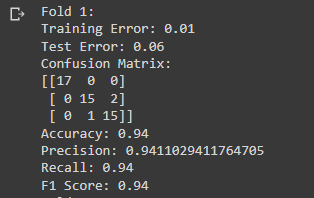 Fold 1:
Training Error: 0.01
Test Error: 0.06
Confusion Matrix:
[[17  0  0]
 [ 0 15  2]
 [ 0  1 15]]
Accuracy: 0.94
Precision: 0.9411029411764705
Recall: 0.94
F1 Score: 0.94